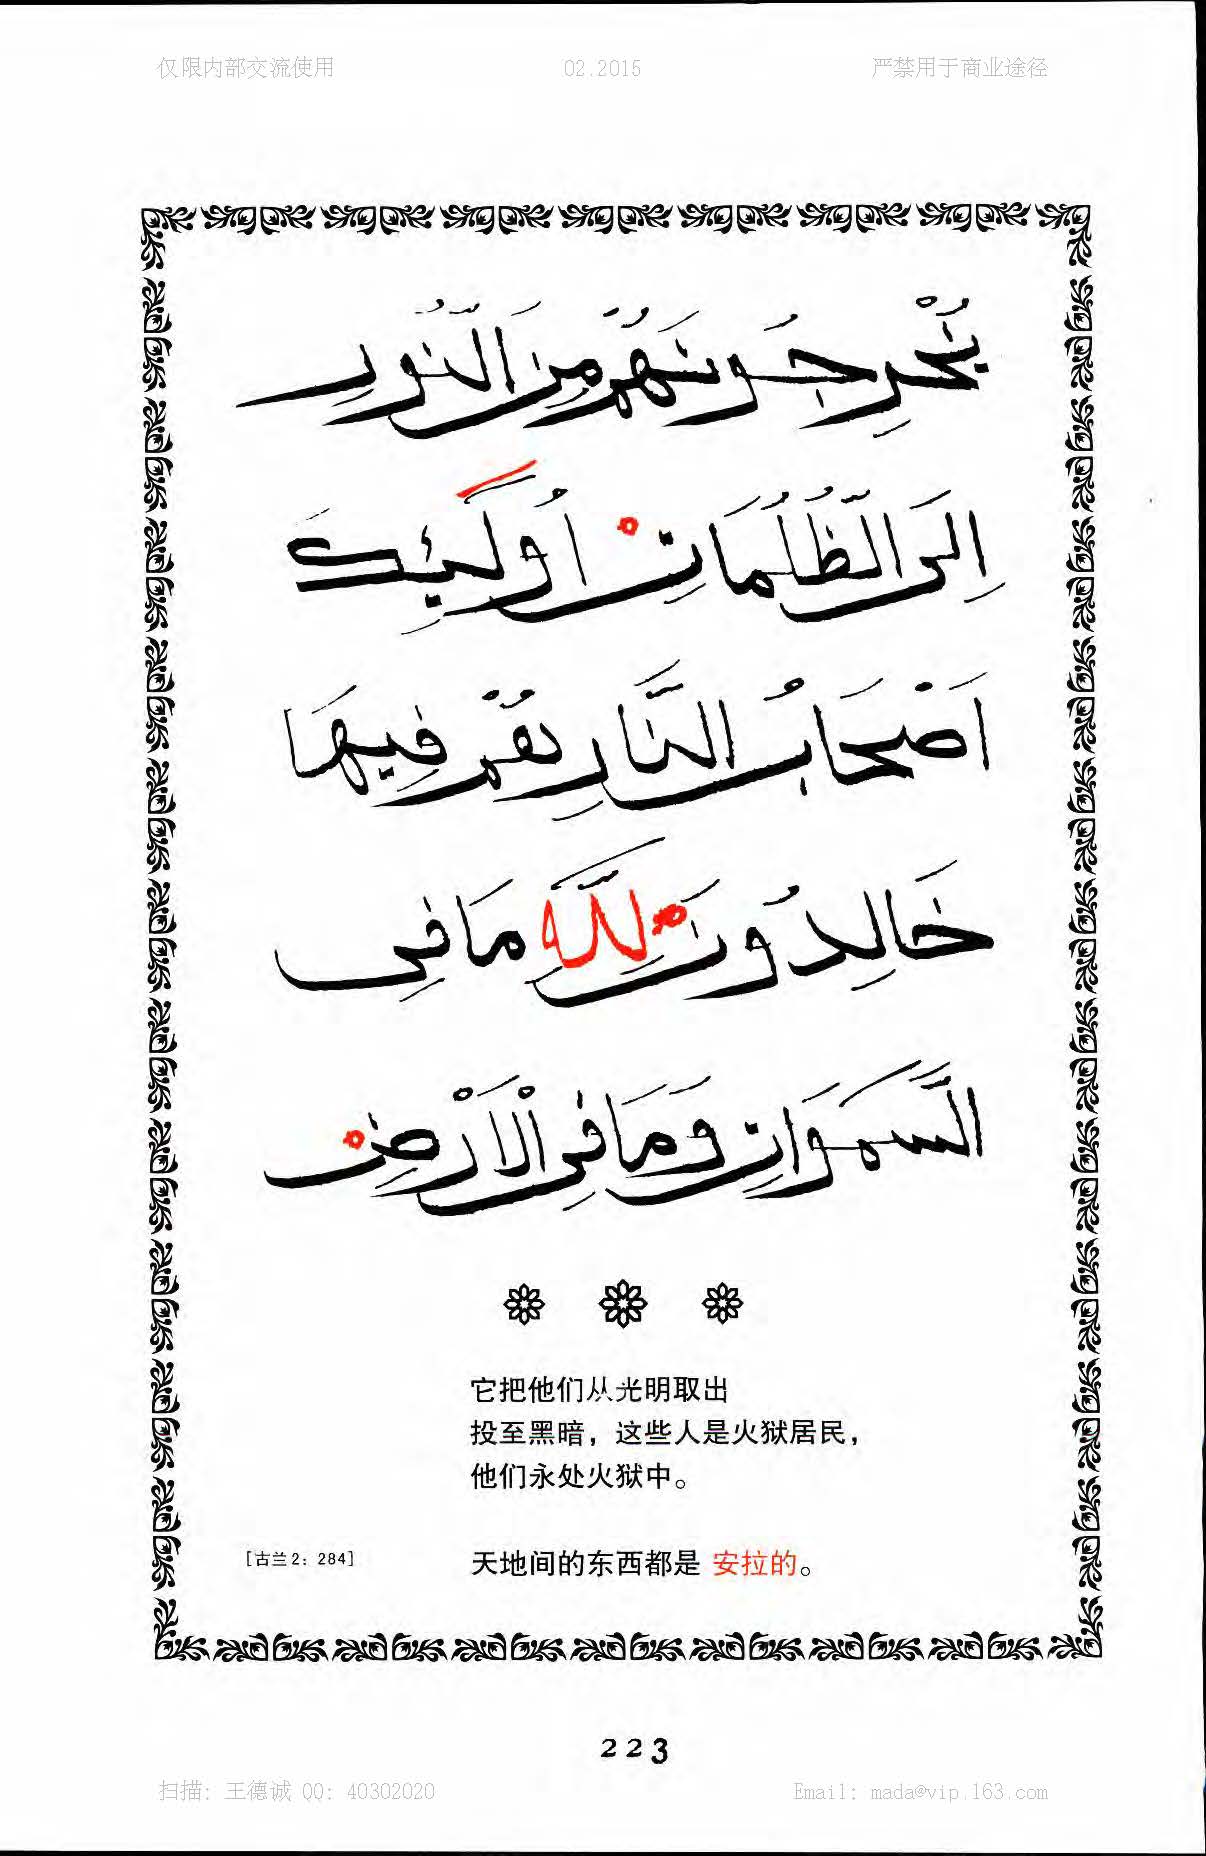 仅限内部交流使用 02.2015 严禁用于商业途径
يُخْرِجُونَهُمْ مِنَ النُّورِ
اِلَى الظُّلُمَاتِ اُولَئِكَ
اَصْحَابُ النَّارِ هُمْ فِيهَا
خَالِدُونَ لِلَّهِ مَا فِى
السَّمَوَاتِ وَمَا فِى الْاَرْضِ
它把他们从光明取出
投至黑暗，这些人是火狱居民，
他们永处火狱中。
[古兰2：284] 天地间的东西都是 安拉的。
223
扫描：王德诚 QQ：40302020 Email：mada@vip.163.com